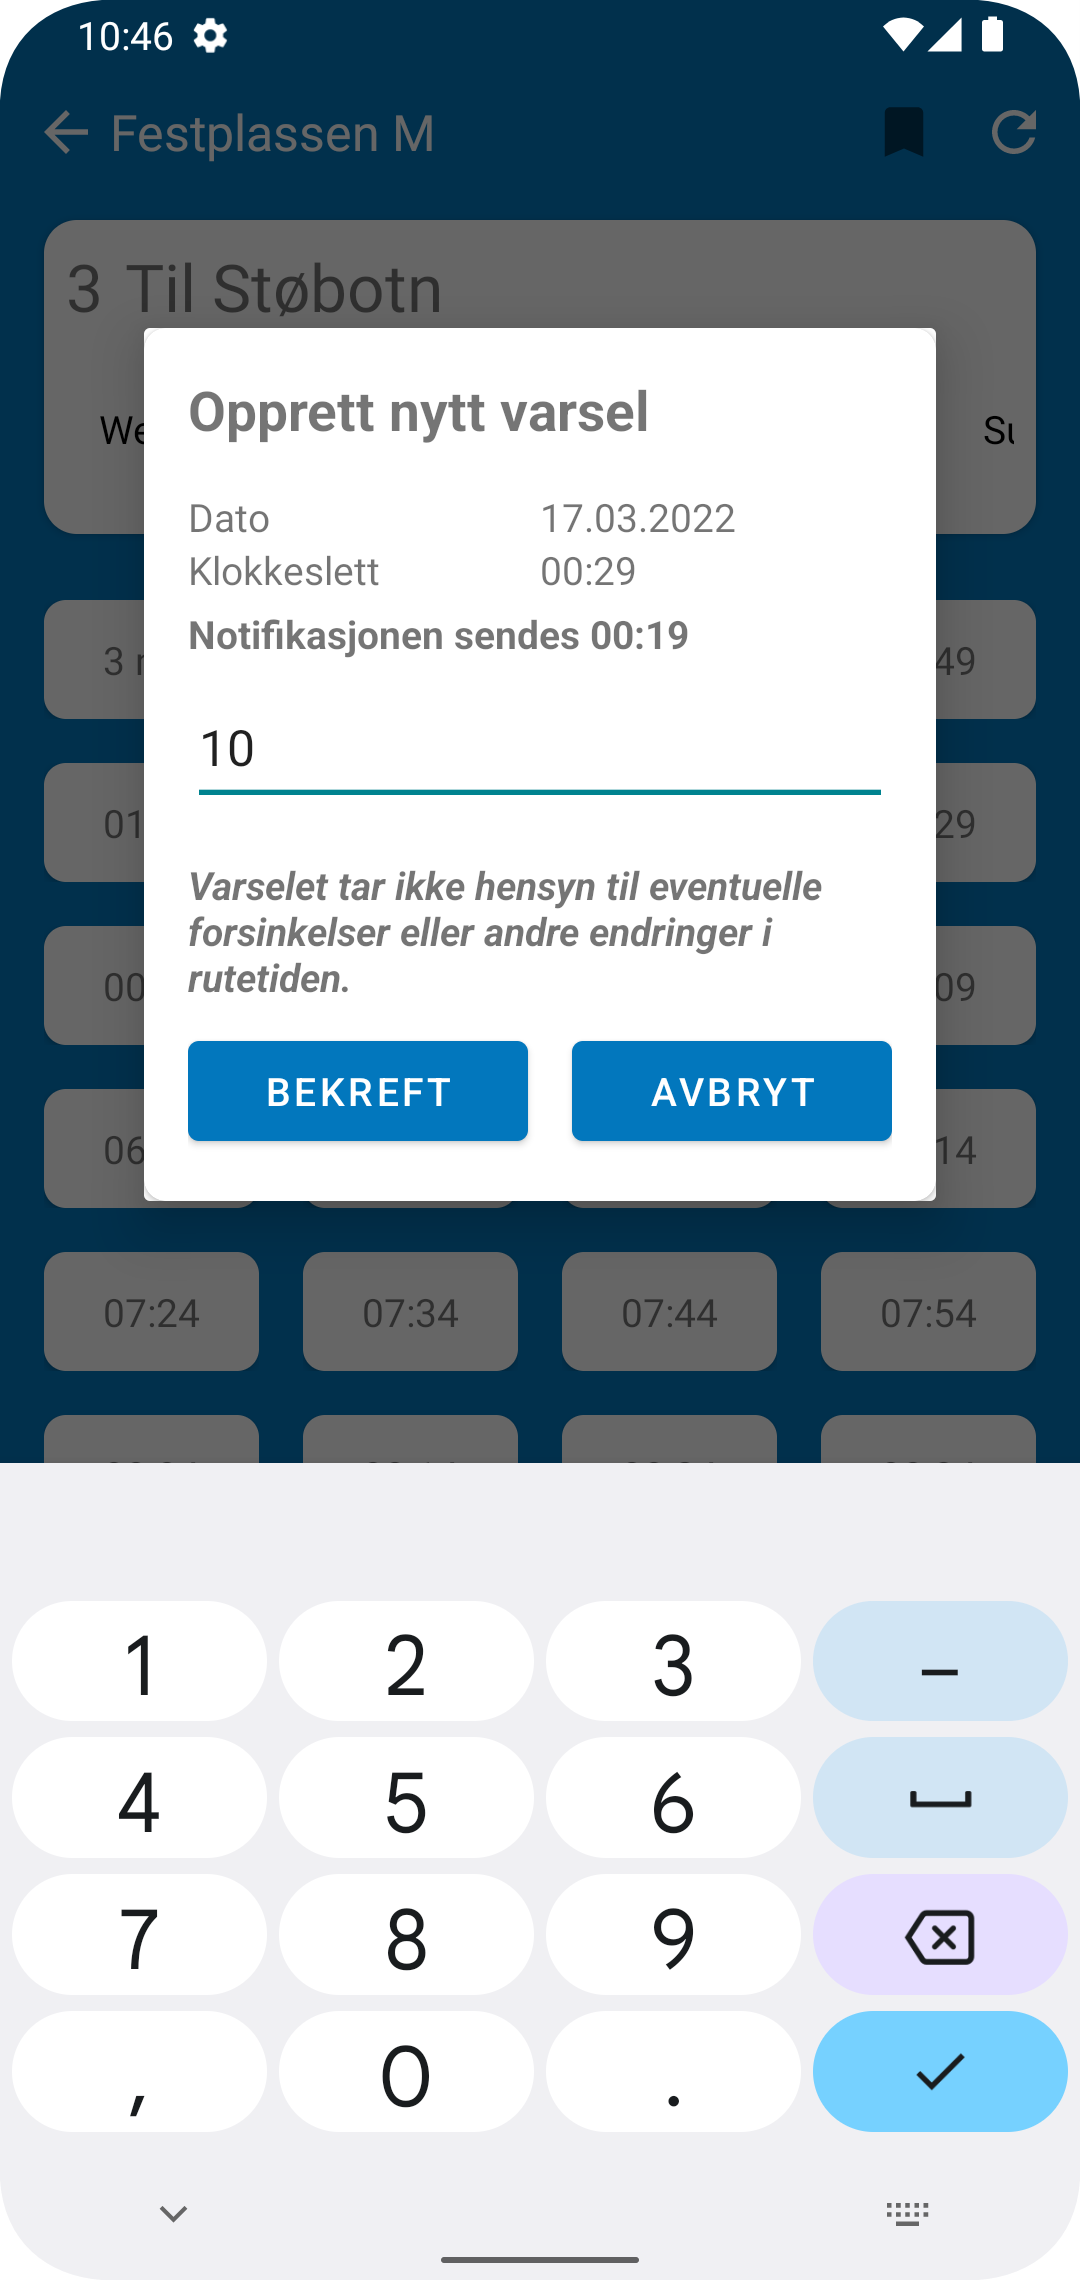 10:46
Festplassen M
3 Til Støbotn
We
Opprett nytt varsel
Dato 17.03.2022
Klokkeslett 00:29
Notifikasjonen sendes 00:19
10
Varselet tar ikke hensyn til eventuelle
forsinkelser eller andre endringer i
rutetiden.
BEKREFT AVBRYT
3
49
01
29
00
09
06
14
07:24 07:34 07:44 07:54
1 2 3 –
4 5 6
7 8 9
, 0 .